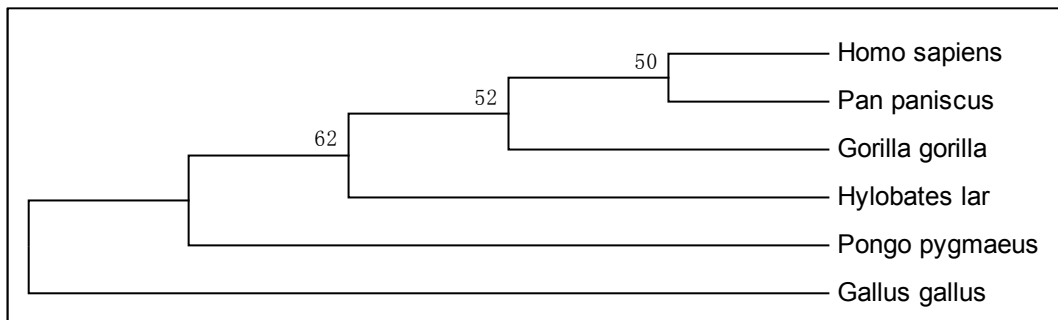 Homo sapiens
50
Pan paniscus
52
Gorilla gorilla
62
Hylobates lar
Pongo pygmaeus
Gallus gallus